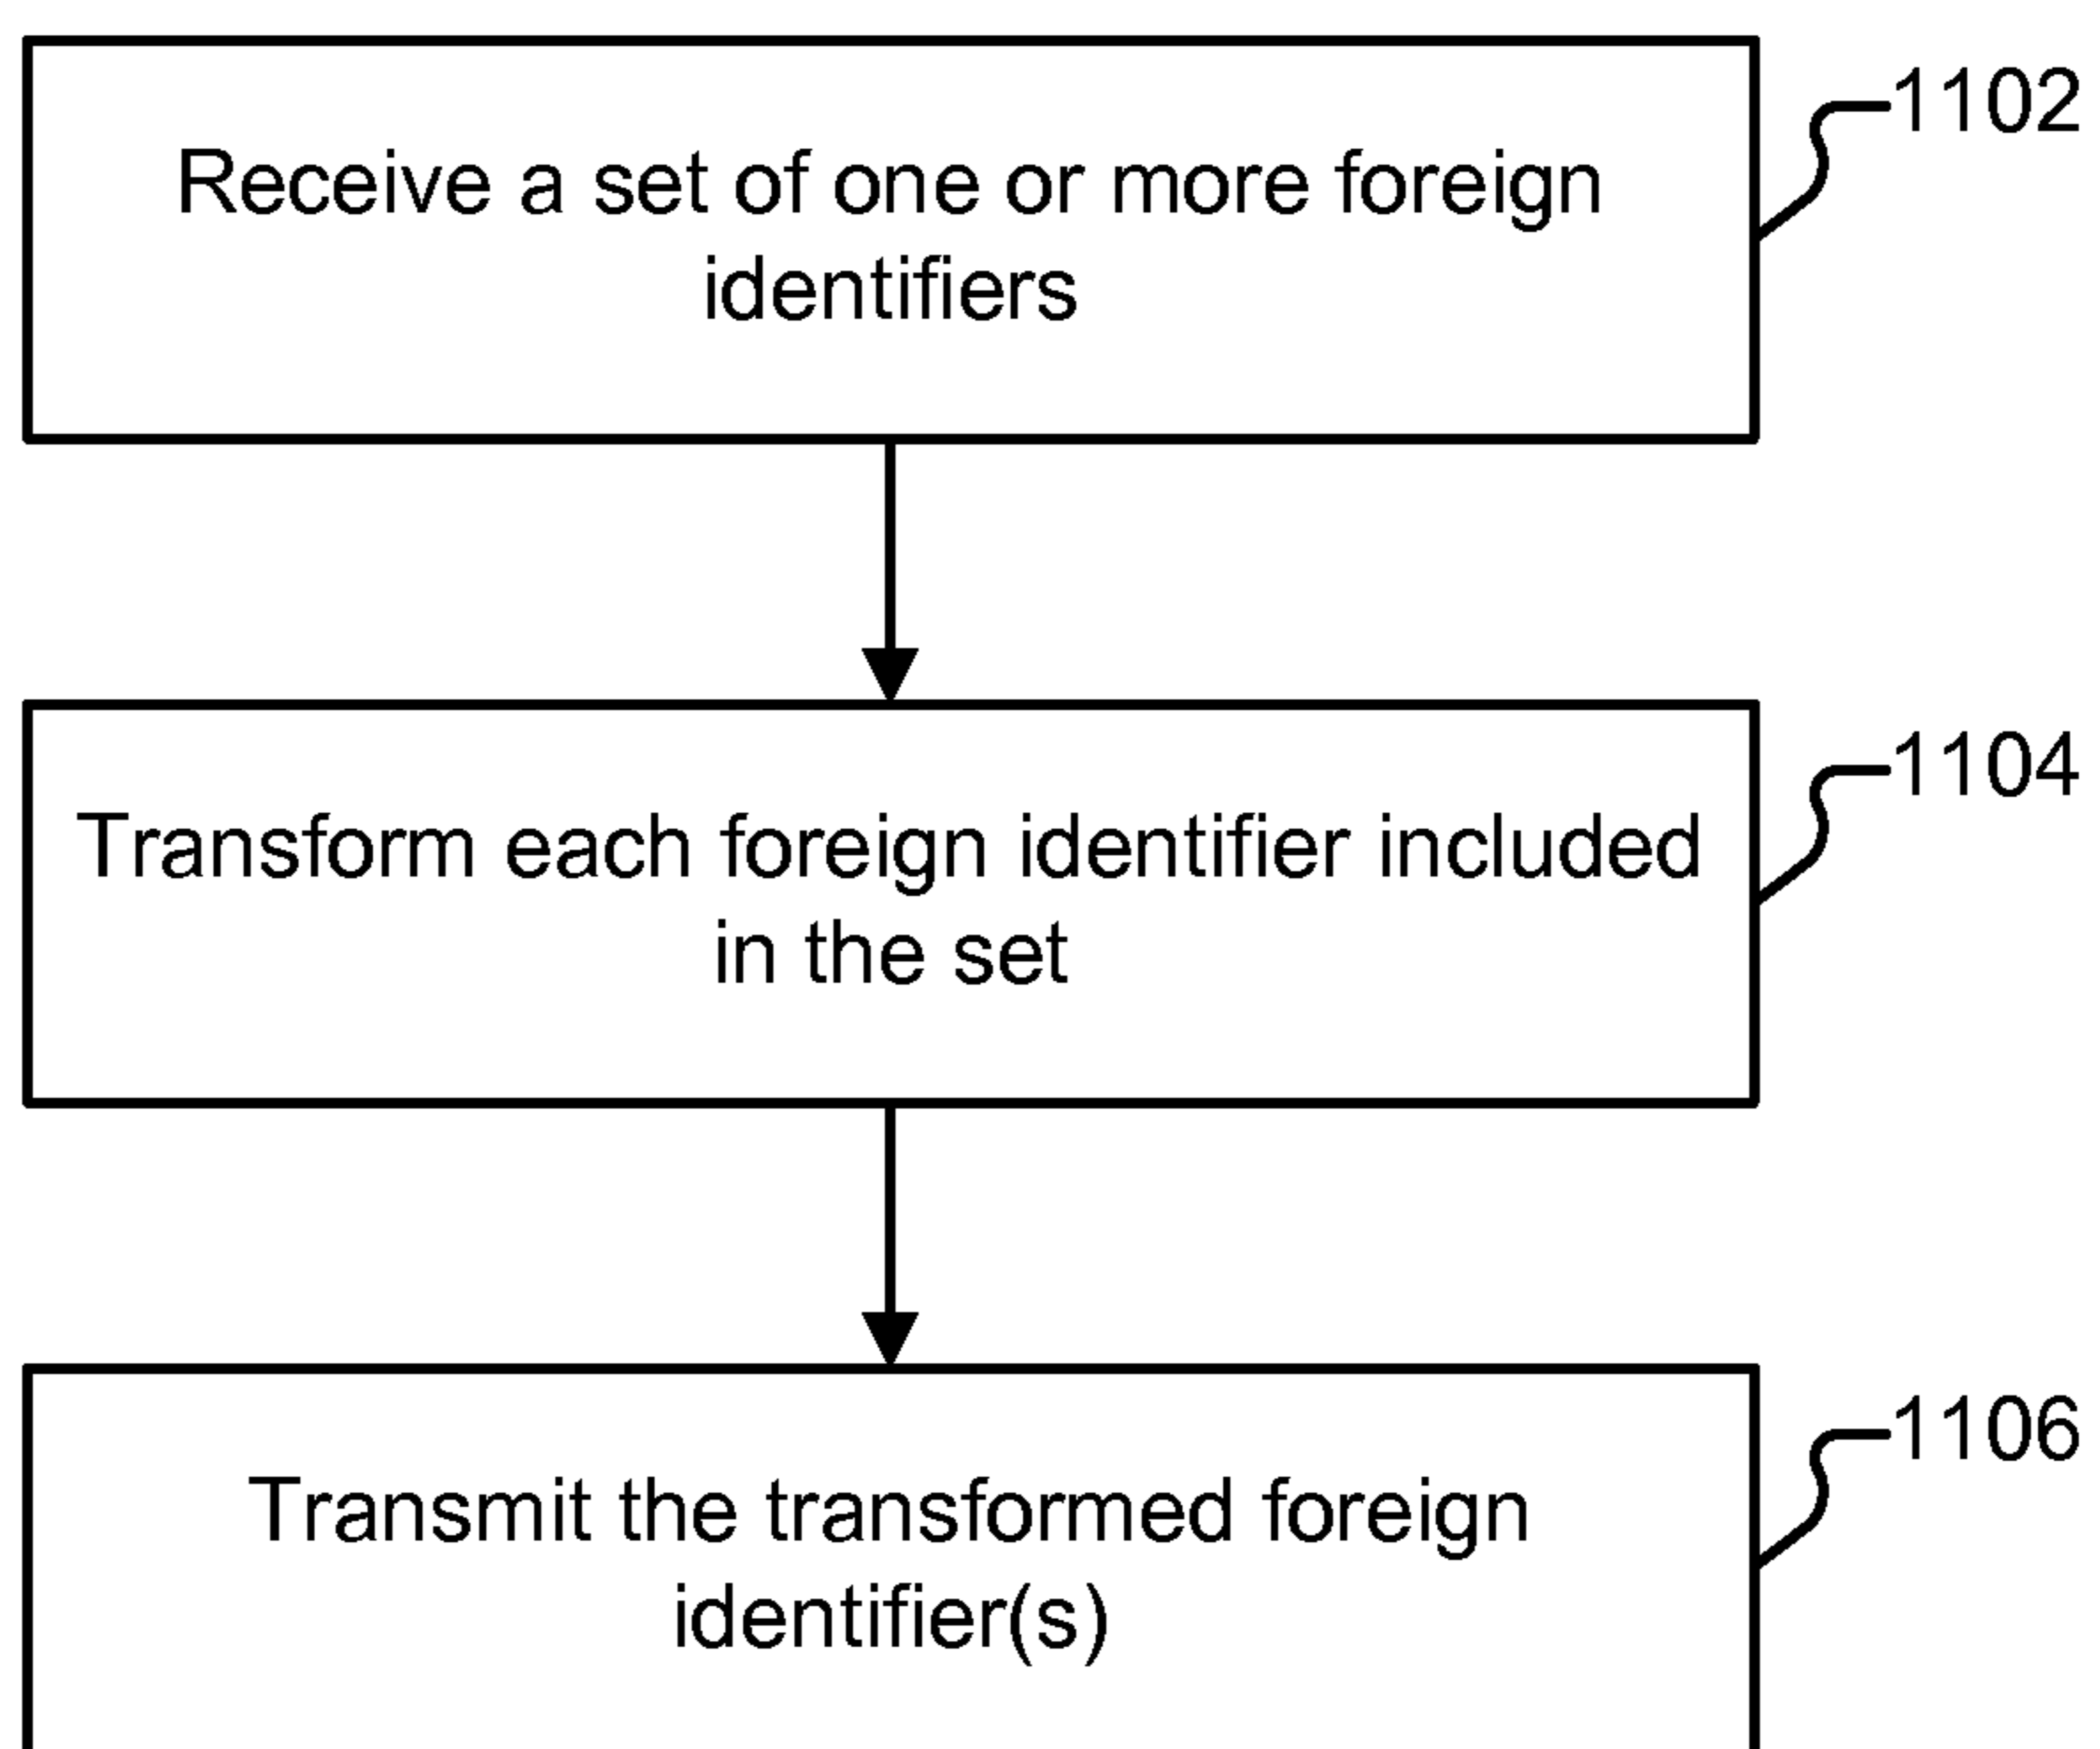 1102
Receive a set of one or more foreign
identifiers
1104
Transform each foreign identifier included
in the set
1106
Transmit the transformed foreign
identifier(s)